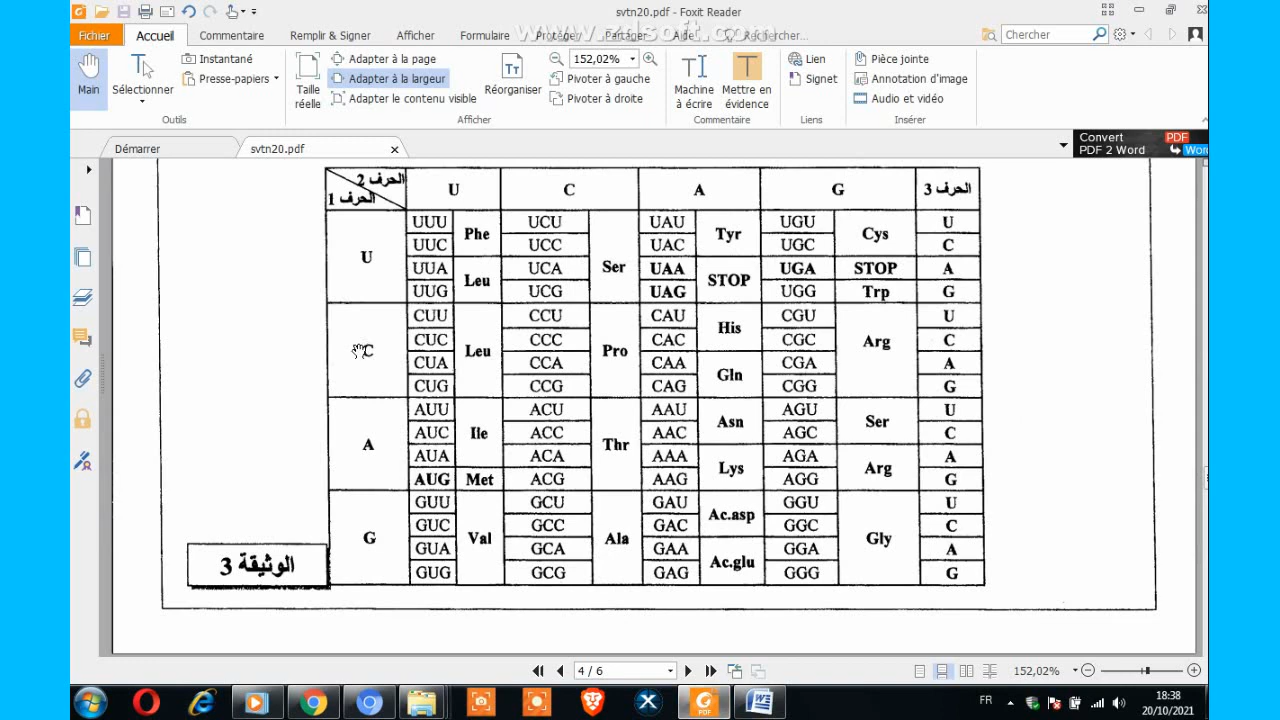 svtn20.pdf - Foxit Reader
www.zdsoft.com
Fichier Accueil Commentaire Remplir & Signer Afficher Formulaire Protéger Partager Aide Rechercher... Chercher
Main
Sélectionner
Instantané
Presse-papiers
Outils
Taille réelle
Adapter à la page
Adapter à la largeur
Adapter le contenu visible
Réorganiser
152,02%
Pivoter à gauche
Pivoter à droite
Afficher
Machine à écrire
Mettre en évidence
Commentaire
Lien
Signet
Liens
Pièce jointe
Annotation d'image
Audio et vidéo
Insérer
Démarrer svtn20.pdf
Convert PDF
PDF 2 Word Word
الحرف 2 U C A G الحرف 3
الحرف 1
U UUU Phe UCU Ser UAU Tyr UGU Cys U
UUC UCC UAC UGC C
UUA Leu UCA UAA STOP UGA STOP A
UUG UCG UAG UGG Trp G
C CUU Leu CCU Pro CAU His CGU Arg U
CUC CCC CAC CGC C
CUA CCA CAA Gln CGA A
CUG CCG CAG CGG G
A AUU Ile ACU Thr AAU Asn AGU Ser U
AUC ACC AAC AGC C
AUA ACA AAA Lys AGA Arg A
AUG Met ACG AAG AGG G
G GUU Val GCU Ala GAU Ac.asp GGU Gly U
GUC GCC GAC GGC C
GUA GCA GAA Ac.glu GGA A
GUG GCG GAG GGG G
الوثيقة 3
4 / 6 152,02%
FR 18:38
20/10/2021